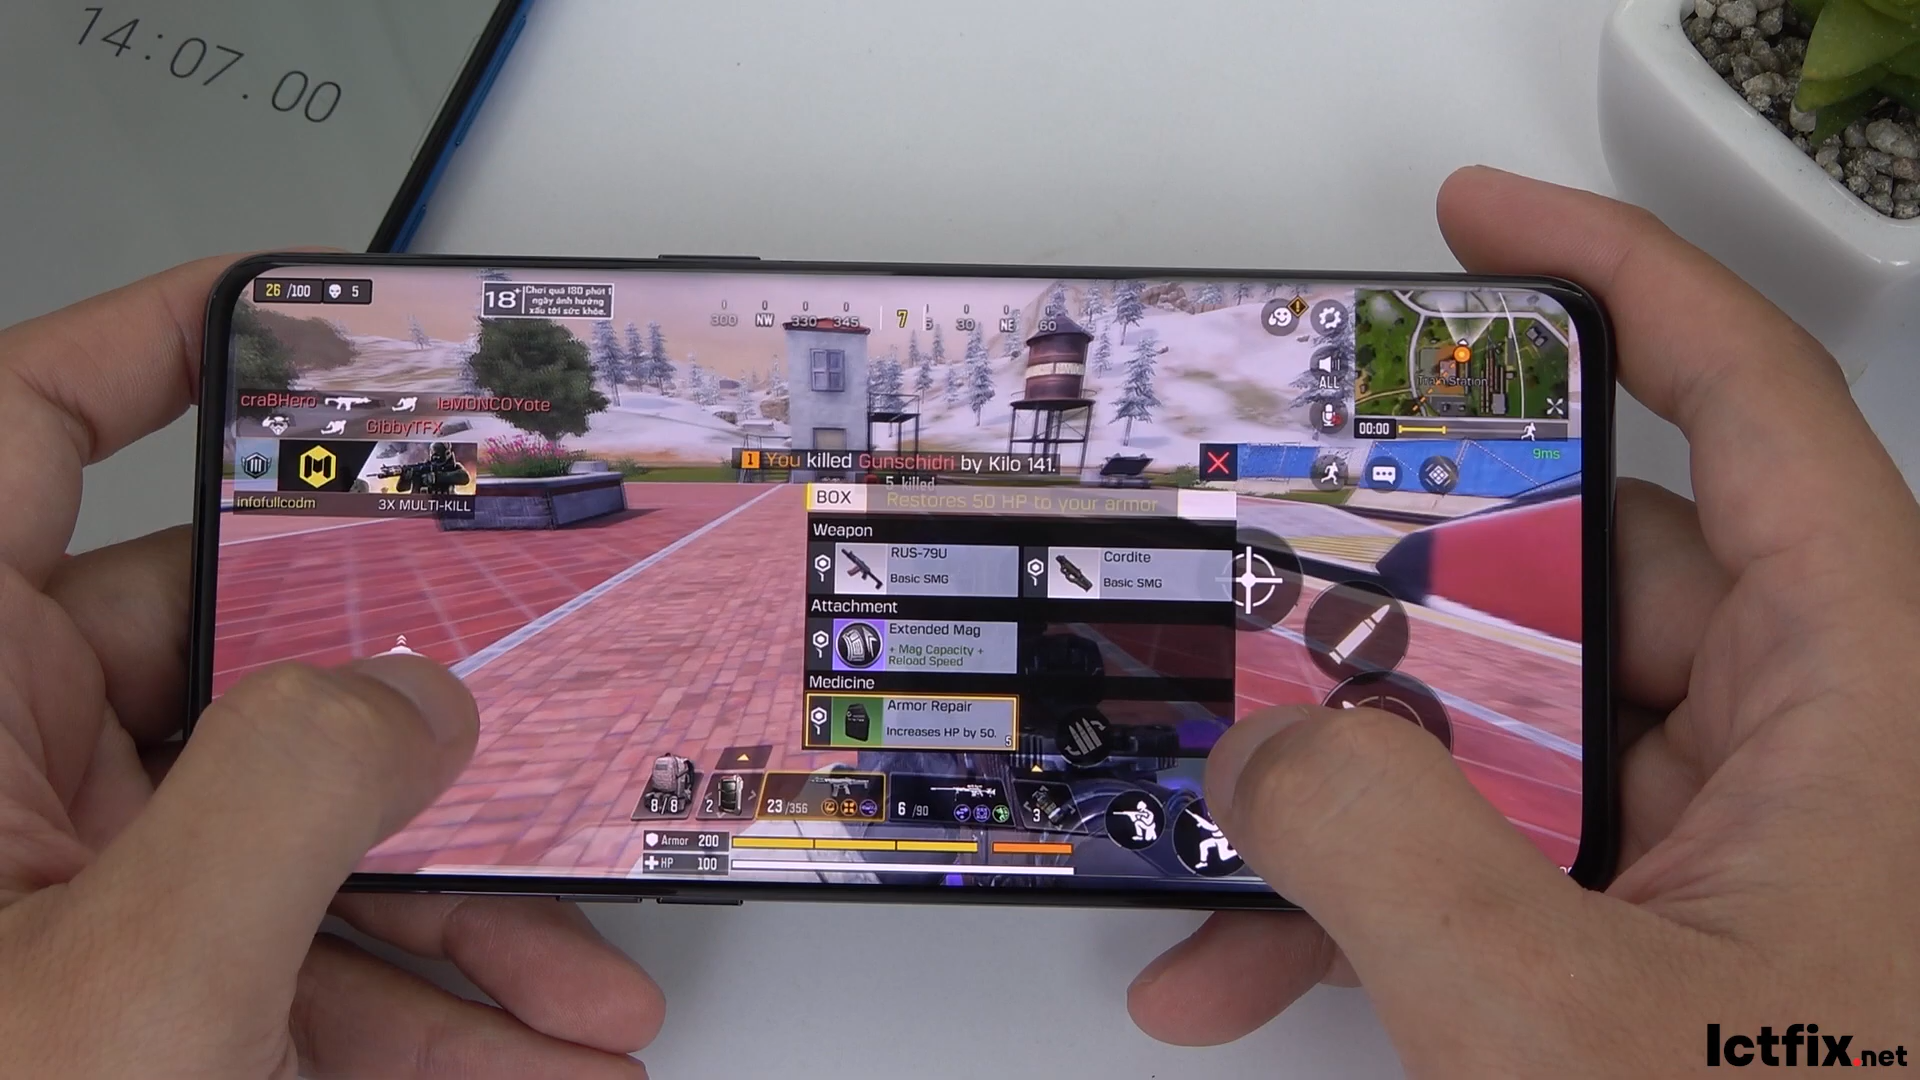 14:07.00
26 /100 5
18+ Chơi quá 180 phút 1
ngày ảnh hưởng
xấu tới sức khỏe.
300 NW 330 345 7 15 30 NE 60
ALL
Train Station
00:00
9ms
craBHero leMONCOYote
GibbyTFX
infofullcodm 3X MULTI-KILL
1 You killed Gunschidri by Kilo 141.
5 killed
BOX Restores 50 HP to your armor
Weapon
RUS-79U
Basic SMG
Cordite
Basic SMG
Attachment
Extended Mag
+ Mag Capacity +
Reload Speed
Medicine
Armor Repair
Increases HP by 50.
5
8/8 2 23/356 6/90 3
Armor 200
HP 100
Ictfix.net